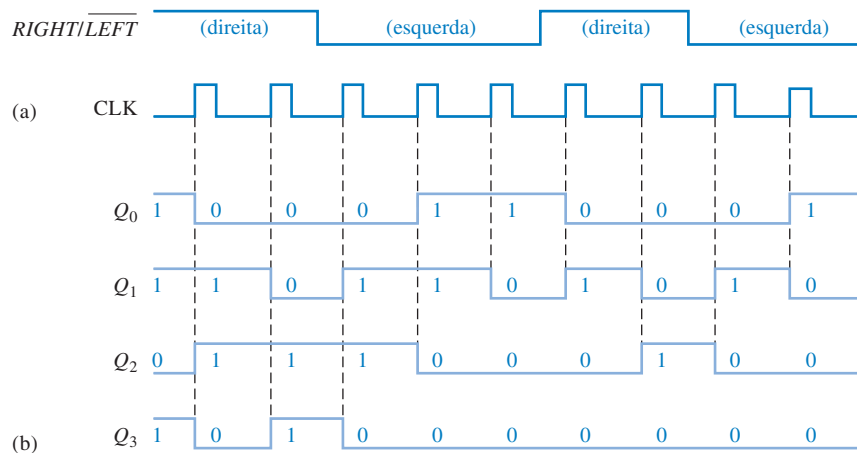 RIGHT/LEFT (direita) (esquerda) (direita) (esquerda)
(a) CLK
Q0 1 0 0 0 1 1 0 0 0 1
Q1 1 1 0 1 1 0 1 0 1 0
Q2 0 1 1 1 0 0 0 1 0 0
(b) Q3 1 0 1 0 0 0 0 0 0 0